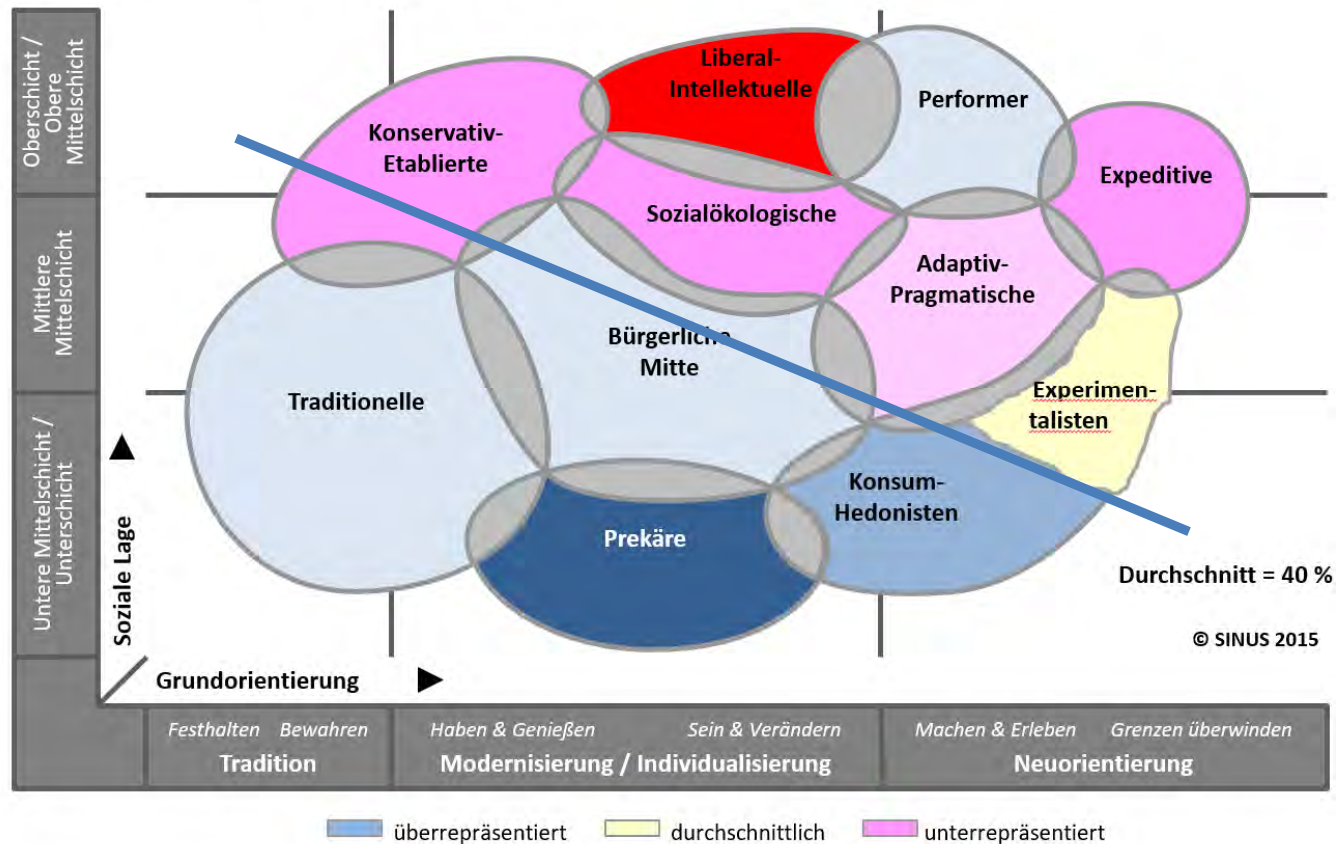 Oberschicht /
Obere
Mittelschicht
Mittlere
Mittelschicht
Untere Mittelschicht /
Unterschicht
Soziale Lage
Liberal-
Intellektuelle
Performer
Konservativ-
Etablierte
Expeditive
Sozialökologische
Adaptiv-
Pragmatische
Bürgerliche
Mitte
Traditionelle
Experimen-
talisten
Konsum-
Hedonisten
Prekäre
Durchschnitt = 40 %
© SINUS 2015
Grundorientierung
Festhalten Bewahren
Tradition
Haben & Genießen Sein & Verändern
Modernisierung / Individualisierung
Machen & Erleben Grenzen überwinden
Neuorientierung
überrepräsentiert durchschnittlich unterrepräsentiert